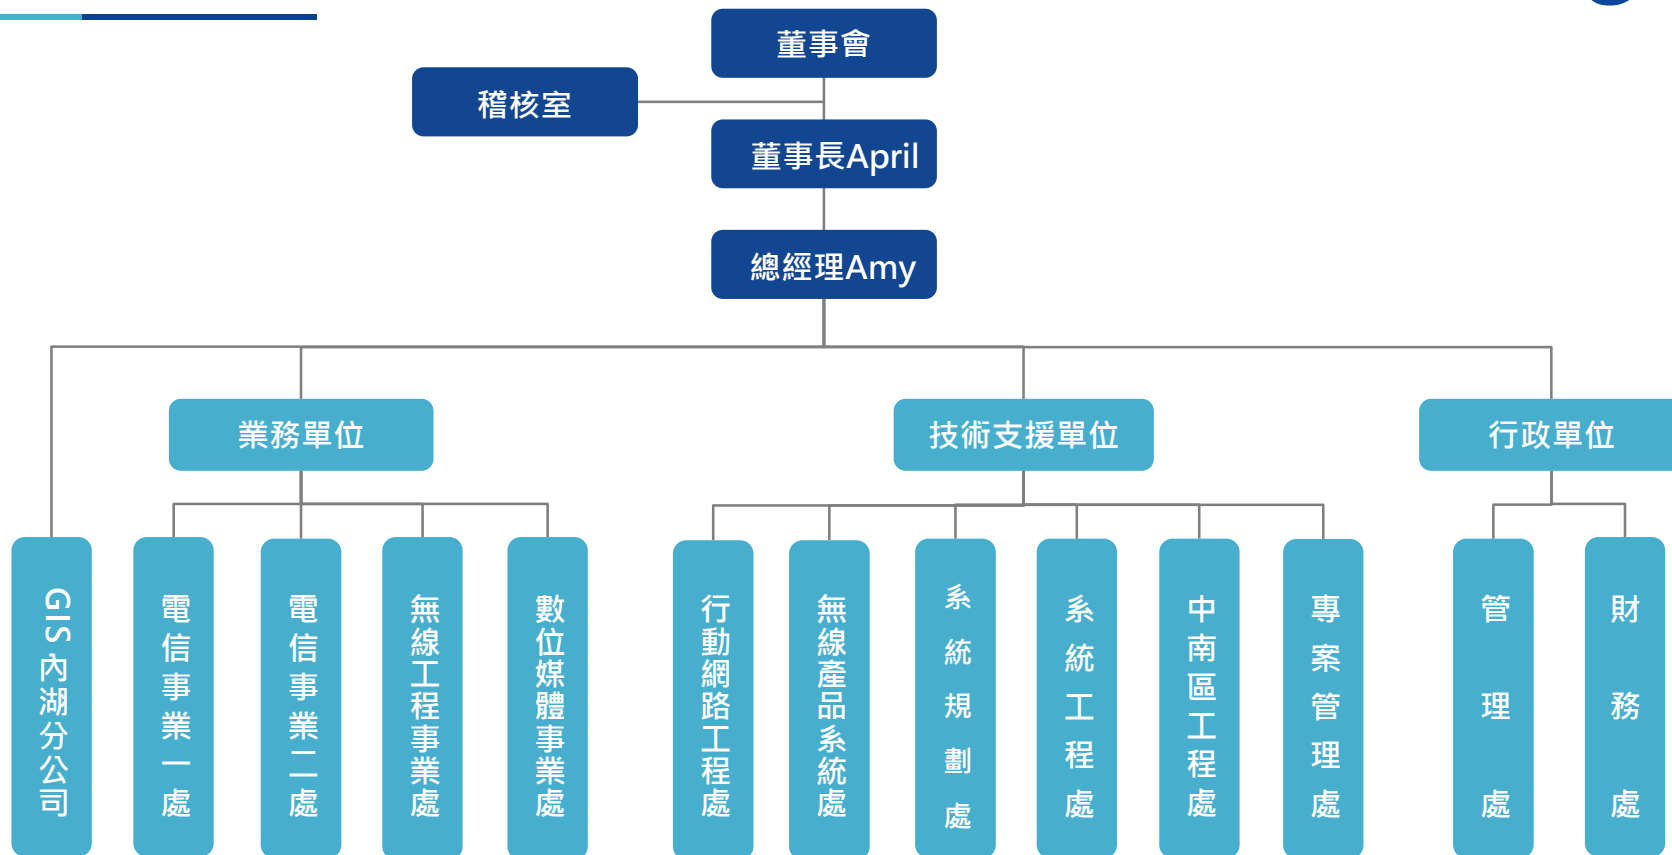 董事會
稽核室
董事長April
總經理Amy
業務單位
技術支援單位
行政單位
GIS內湖分公司
電信事業一處
電信事業二處
無線工程事業處
數位媒體事業處
行動網路工程處
無線產品系統處
系統規劃處
系統工程處
中南區工程處
專案管理處
管理處
財務處